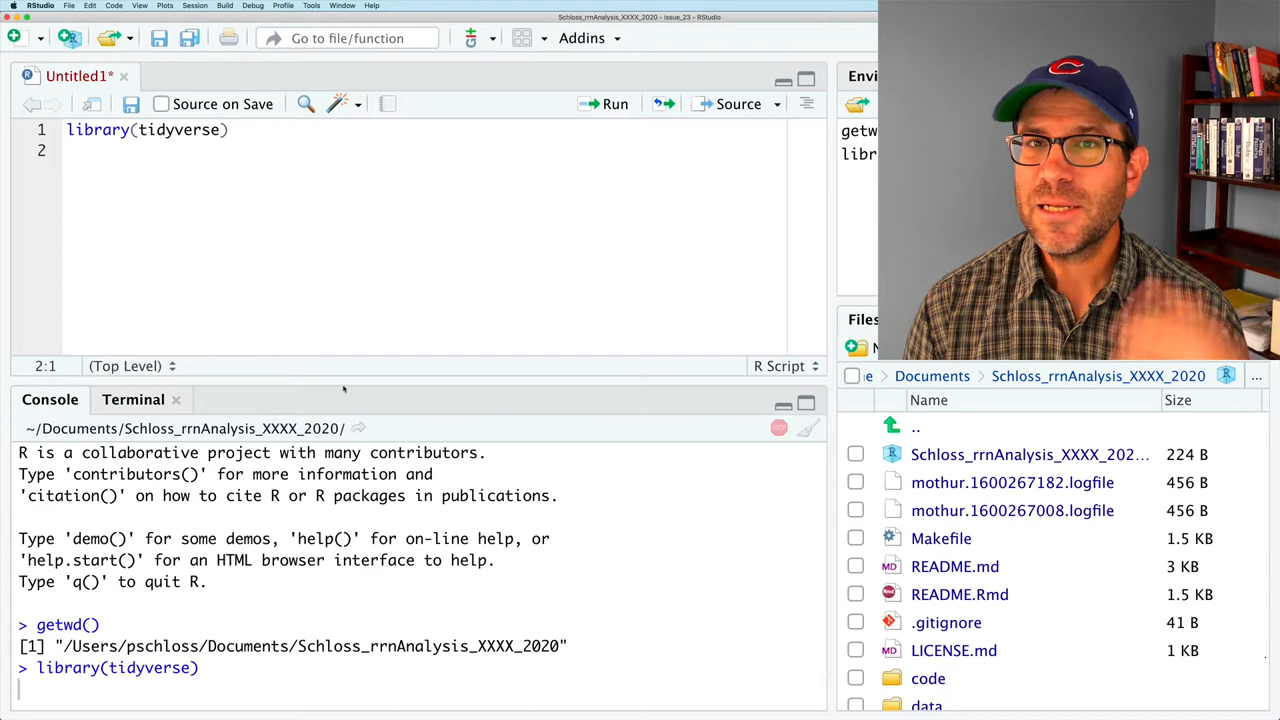 RStudio File Edit Code View Plots Session Build Debug Profile Tools Window Help
Schloss_rrnAnalysis_XXXX_2020 - issue_23 - RStudio
Go to file/function
Addins
Untitled1*
Source on Save
Run
Source
1 library(tidyverse)
2
2:1 (Top Level)
R Script
Console Terminal
~/Documents/Schloss_rrnAnalysis_XXXX_2020/
R is a collaborative project with many contributors.
Type 'contributors()' for more information and
'citation()' on how to cite R or R packages in publications.
Type 'demo()' for some demos, 'help()' for on-line help, or
'help.start()' for an HTML browser interface to help.
Type 'q()' to quit R.
> getwd()
[1] "/Users/pschloss/Documents/Schloss_rrnAnalysis_XXXX_2020"
> library(tidyverse)
Envi
getw
libr
Files
N
e Documents Schloss_rrnAnalysis_XXXX_2020 ...
Name Size
..
Schloss_rrnAnalysis_XXXX_202... 224 B
mothur.1600267182.logfile 456 B
mothur.1600267008.logfile 456 B
Makefile 1.5 KB
README.md 3 KB
README.Rmd 1.5 KB
.gitignore 41 B
LICENSE.md 1 KB
code
data